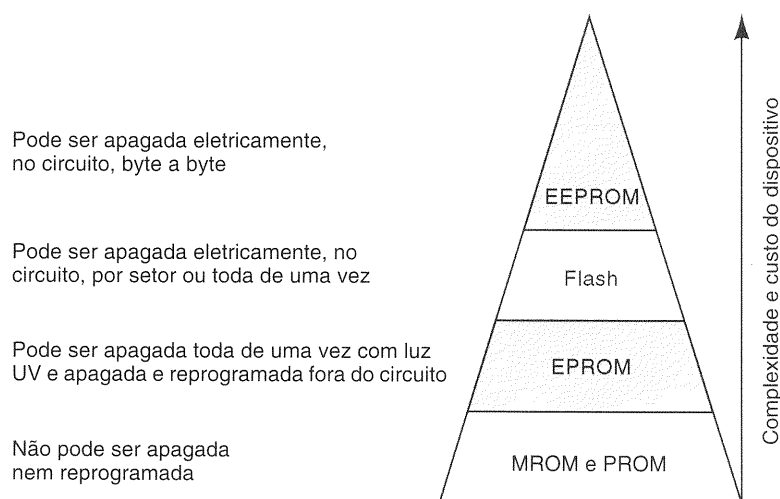 Pode ser apagada eletricamente,
no circuito, byte a byte
EEPROM
Pode ser apagada eletricamente, no
circuito, por setor ou toda de uma vez
Flash
Pode ser apagada toda de uma vez com luz
UV e apagada e reprogramada fora do circuito
EPROM
Não pode ser apagada
nem reprogramada
MROM e PROM
Complexidade e custo do dispositivo